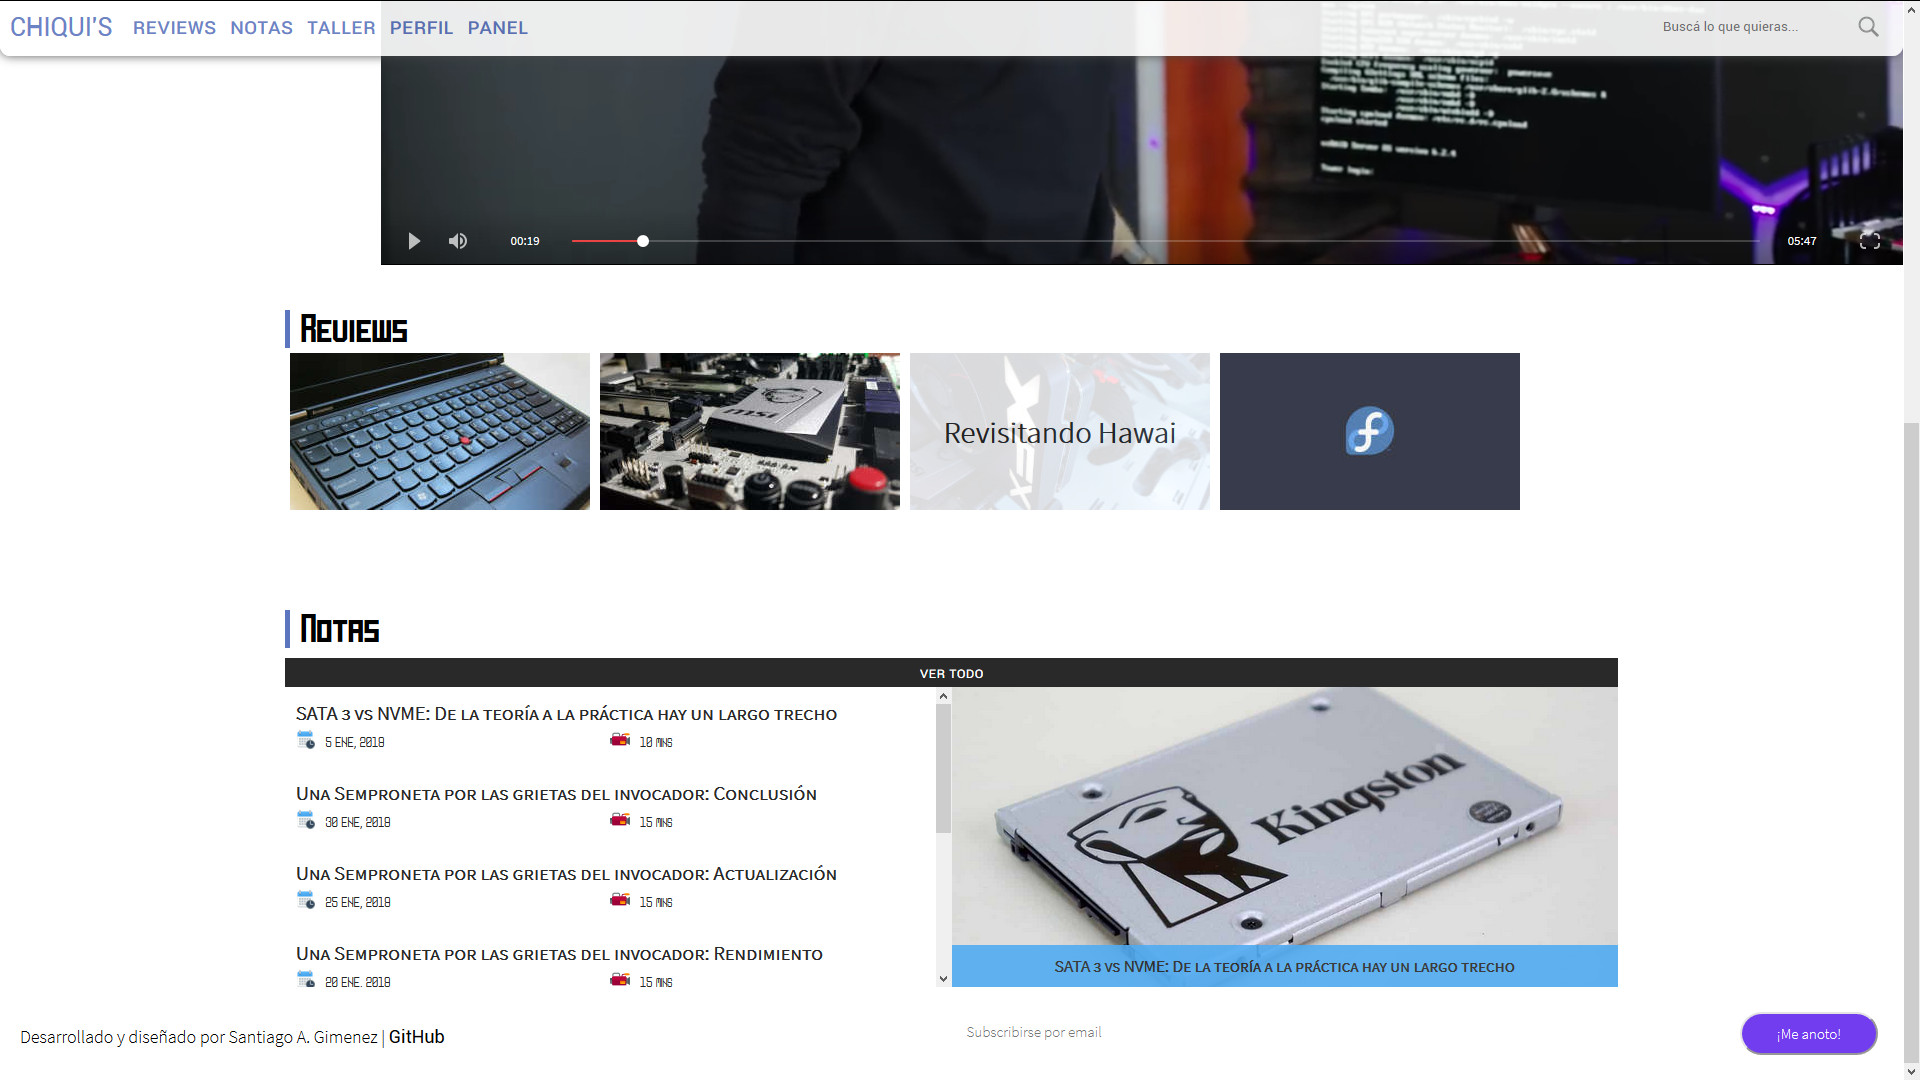 CHIQUI'S REVIEWS NOTAS TALLER PERFIL PANEL Buscá lo que quieras...
00:19 05:47
Reviews
msi
Revisitando Hawai
XFX
Notas
VER TODO
SATA 3 vs NVME: De la teoría a la práctica hay un largo trecho
5 ENE, 2018 10 MINS
Una Semproneta por las grietas del invocador: Conclusión
30 ENE, 2018 15 MINS
Una Semproneta por las grietas del invocador: Actualización
25 ENE, 2018 15 MINS
Una Semproneta por las grietas del invocador: Rendimiento
20 ENE, 2018 15 MINS
Kingston
SATA 3 vs NVME: De la teoría a la práctica hay un largo trecho
Desarrollado y diseñado por Santiago A. Gimenez | GitHub
Subscribirse por email
¡Me anoto!